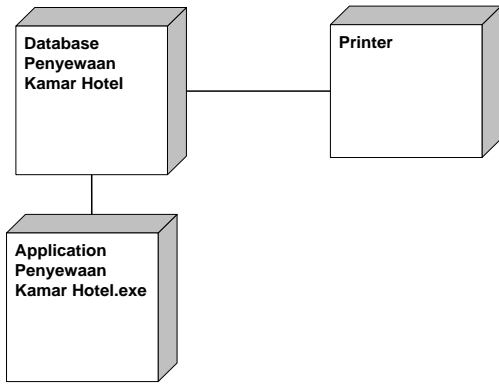 Database
Penyewaan
Kamar Hotel
Printer
Application
Penyewaan
Kamar Hotel.exe